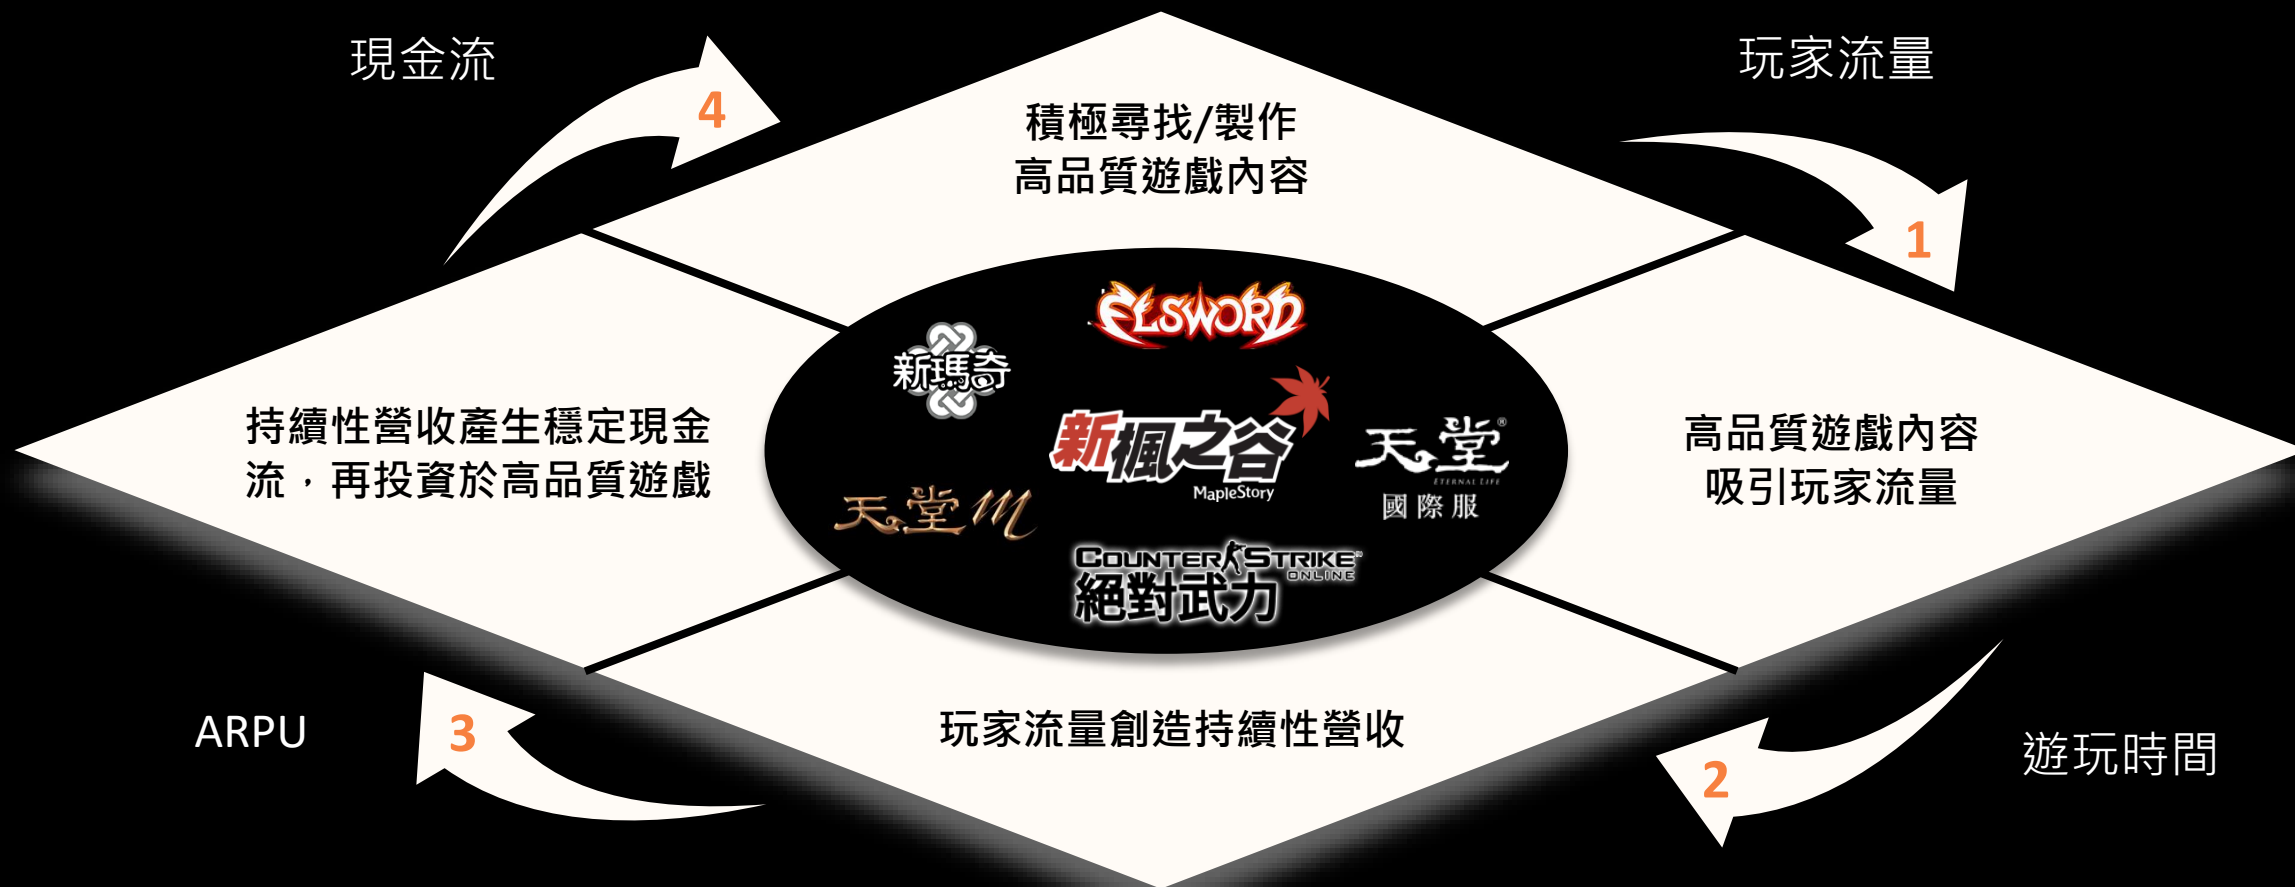 現金流
4
玩家流量
1
積極尋找/製作
高品質遊戲內容
ELSWORD
新瑪奇
新楓之谷
MapleStory
天堂®
ETERNAL LIFE
國際服
天堂M
COUNTER STRIKE™
ONLINE
絕對武力
持續性營收產生穩定現金
流，再投資於高品質遊戲
高品質遊戲內容
吸引玩家流量
玩家流量創造持續性營收
ARPU
3
2
遊玩時間